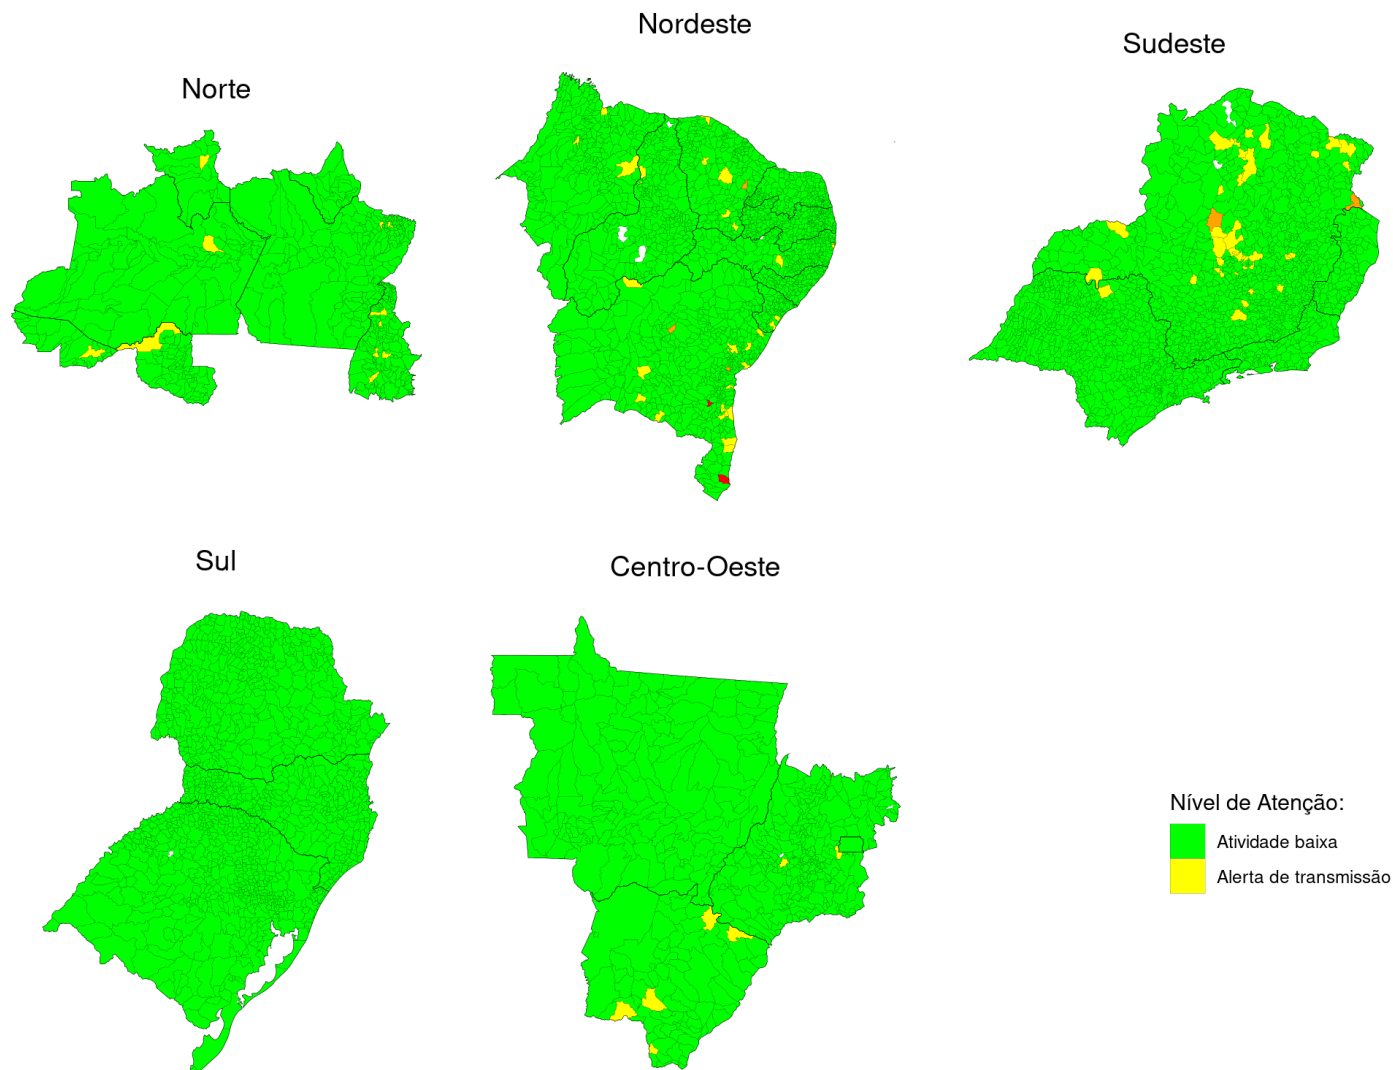 Nordeste
Sudeste
Norte
Sul
Centro-Oeste
Nível de Atenção:
Atividade baixa
Alerta de transmissão